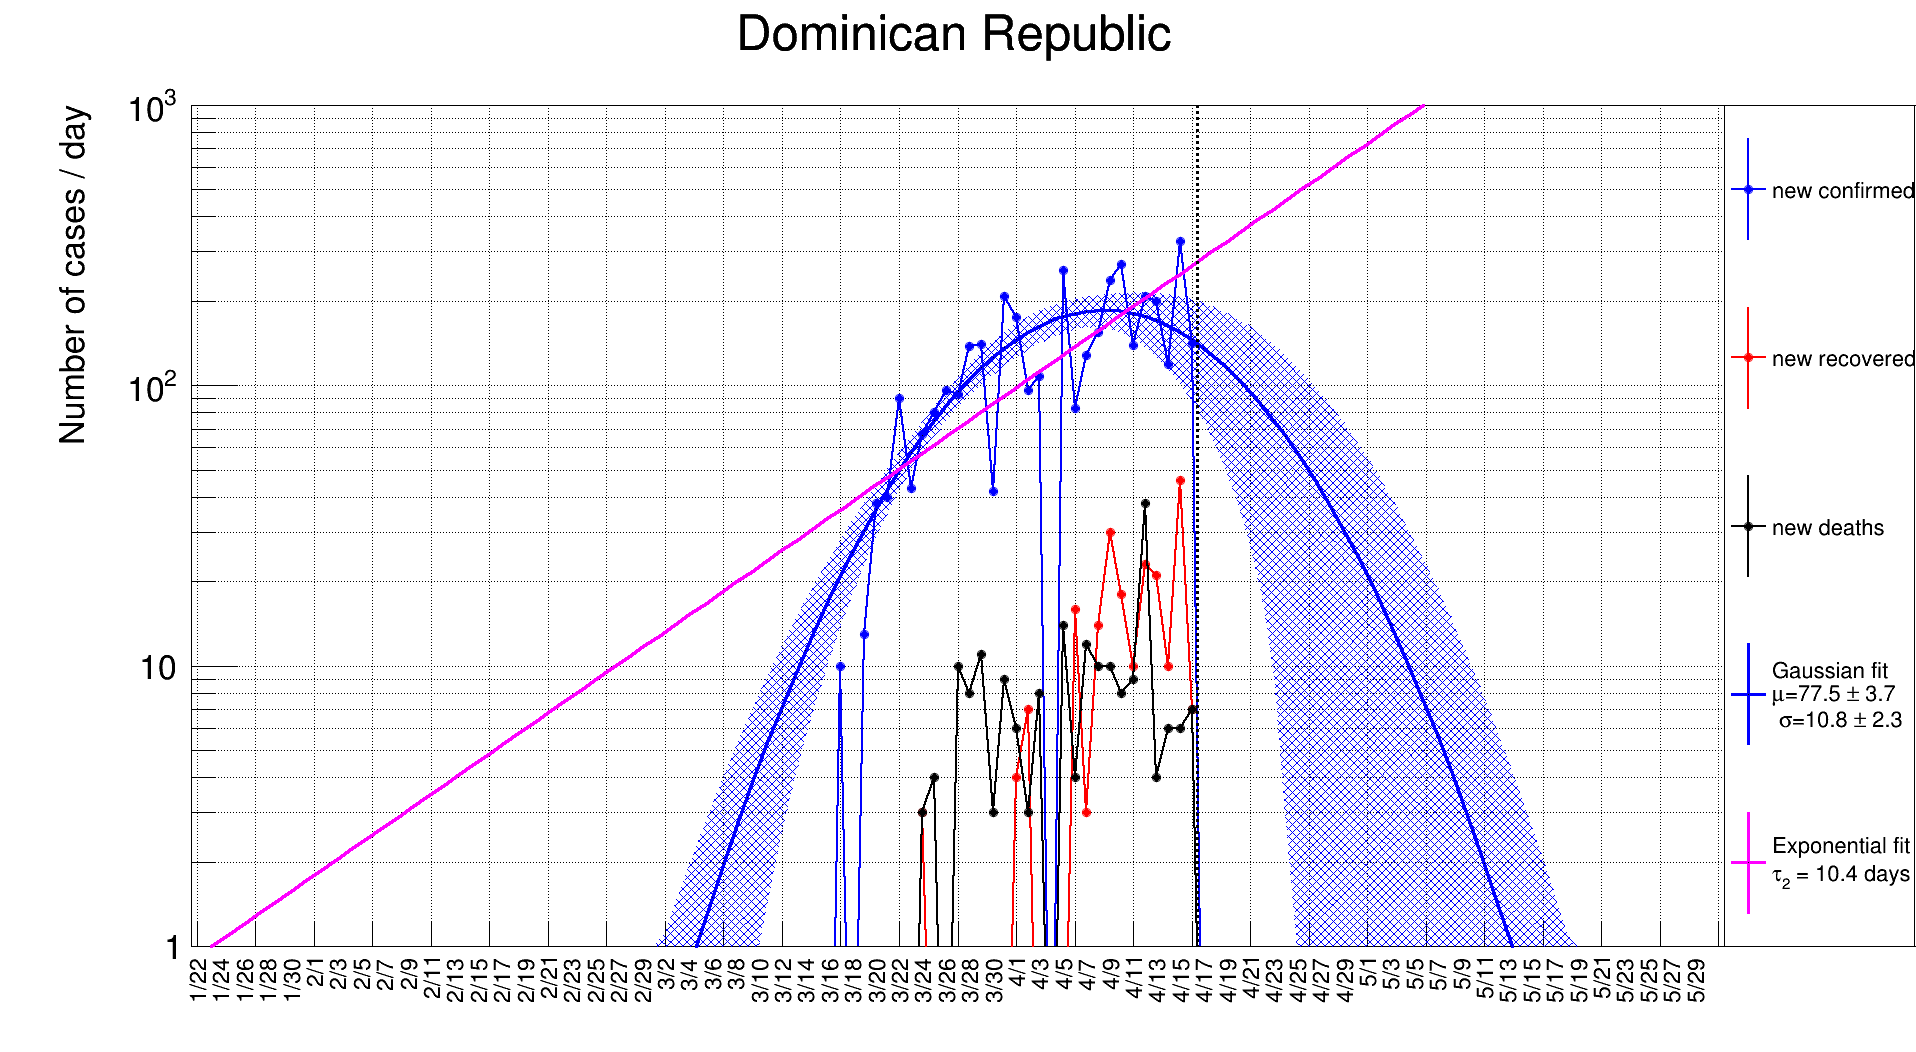 Dominican Republic
Number of cases / day
10³
10²
10
1
1/22 1/24 1/26 1/28 1/30 2/1 2/3 2/5 2/7 2/9 2/11 2/13 2/15 2/17 2/19 2/21 2/23 2/25 2/27 2/29 3/2 3/4 3/6 3/8 3/10 3/12 3/14 3/16 3/18 3/20 3/22 3/24 3/26 3/28 3/30 4/1 4/3 4/5 4/7 4/9 4/11 4/13 4/15 4/17 4/19 4/21 4/23 4/25 4/27 4/29 5/1 5/3 5/5 5/7 5/9 5/11 5/13 5/15 5/17 5/19 5/21 5/23 5/25 5/27 5/29
new confirmed
new recovered
new deaths
Gaussian fit
μ=77.5 ± 3.7
σ=10.8 ± 2.3
Exponential fit
τ₂ = 10.4 days